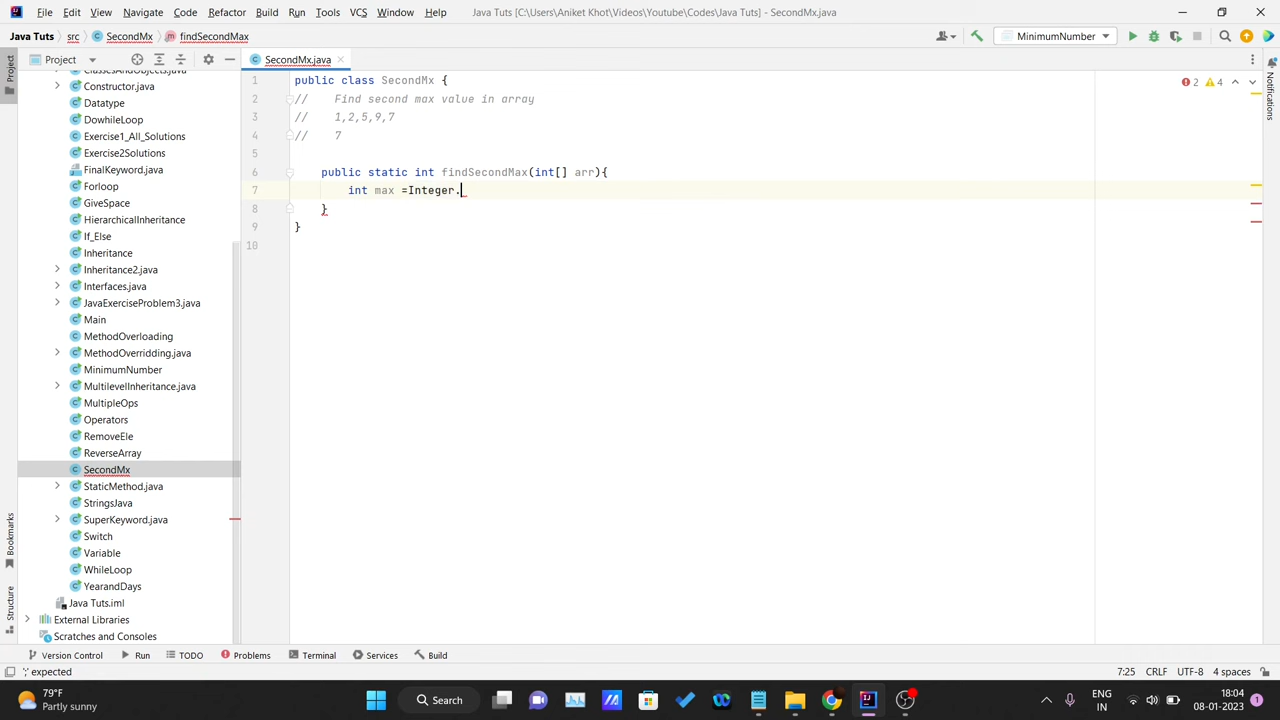 File Edit View Navigate Code Refactor Build Run Tools VCS Window Help Java Tuts [C:\Users\Aniket Khot\Videos\Youtube\Codes\Java Tuts] - SecondMx.java
Java Tuts src SecondMx findSecondMax MinimumNumber
Project SecondMx.java
ClassesAndObjects.java
Constructor.java
Datatype
DowhileLoop
Exercise1_All_Solutions
Exercise2Solutions
FinalKeyword.java
Forloop
GiveSpace
HierarchicalInheritance
If_Else
Inheritance
Inheritance2.java
Interfaces.java
JavaExerciseProblem3.java
Main
MethodOverloading
MethodOverridding.java
MinimumNumber
MultilevelInheritance.java
MultipleOps
Operators
RemoveEle
ReverseArray
SecondMx
StaticMethod.java
StringsJava
SuperKeyword.java
Switch
Variable
WhileLoop
YearandDays
Java Tuts.iml
External Libraries
Scratches and Consoles
1 public class SecondMx {
2 // Find second max value in array
3 // 1,2,5,9,7
4 // 7
5
6 public static int findSecondMax(int[] arr){
7 int max =Integer.
8 }
9 }
10
2 4
Project
Bookmarks
Structure
Notifications
Version Control Run TODO Problems Terminal Services Build
';' expected 7:25 CRLF UTF-8 4 spaces
79°F
Partly sunny
Search
ENG
IN
18:04
08-01-2023
1